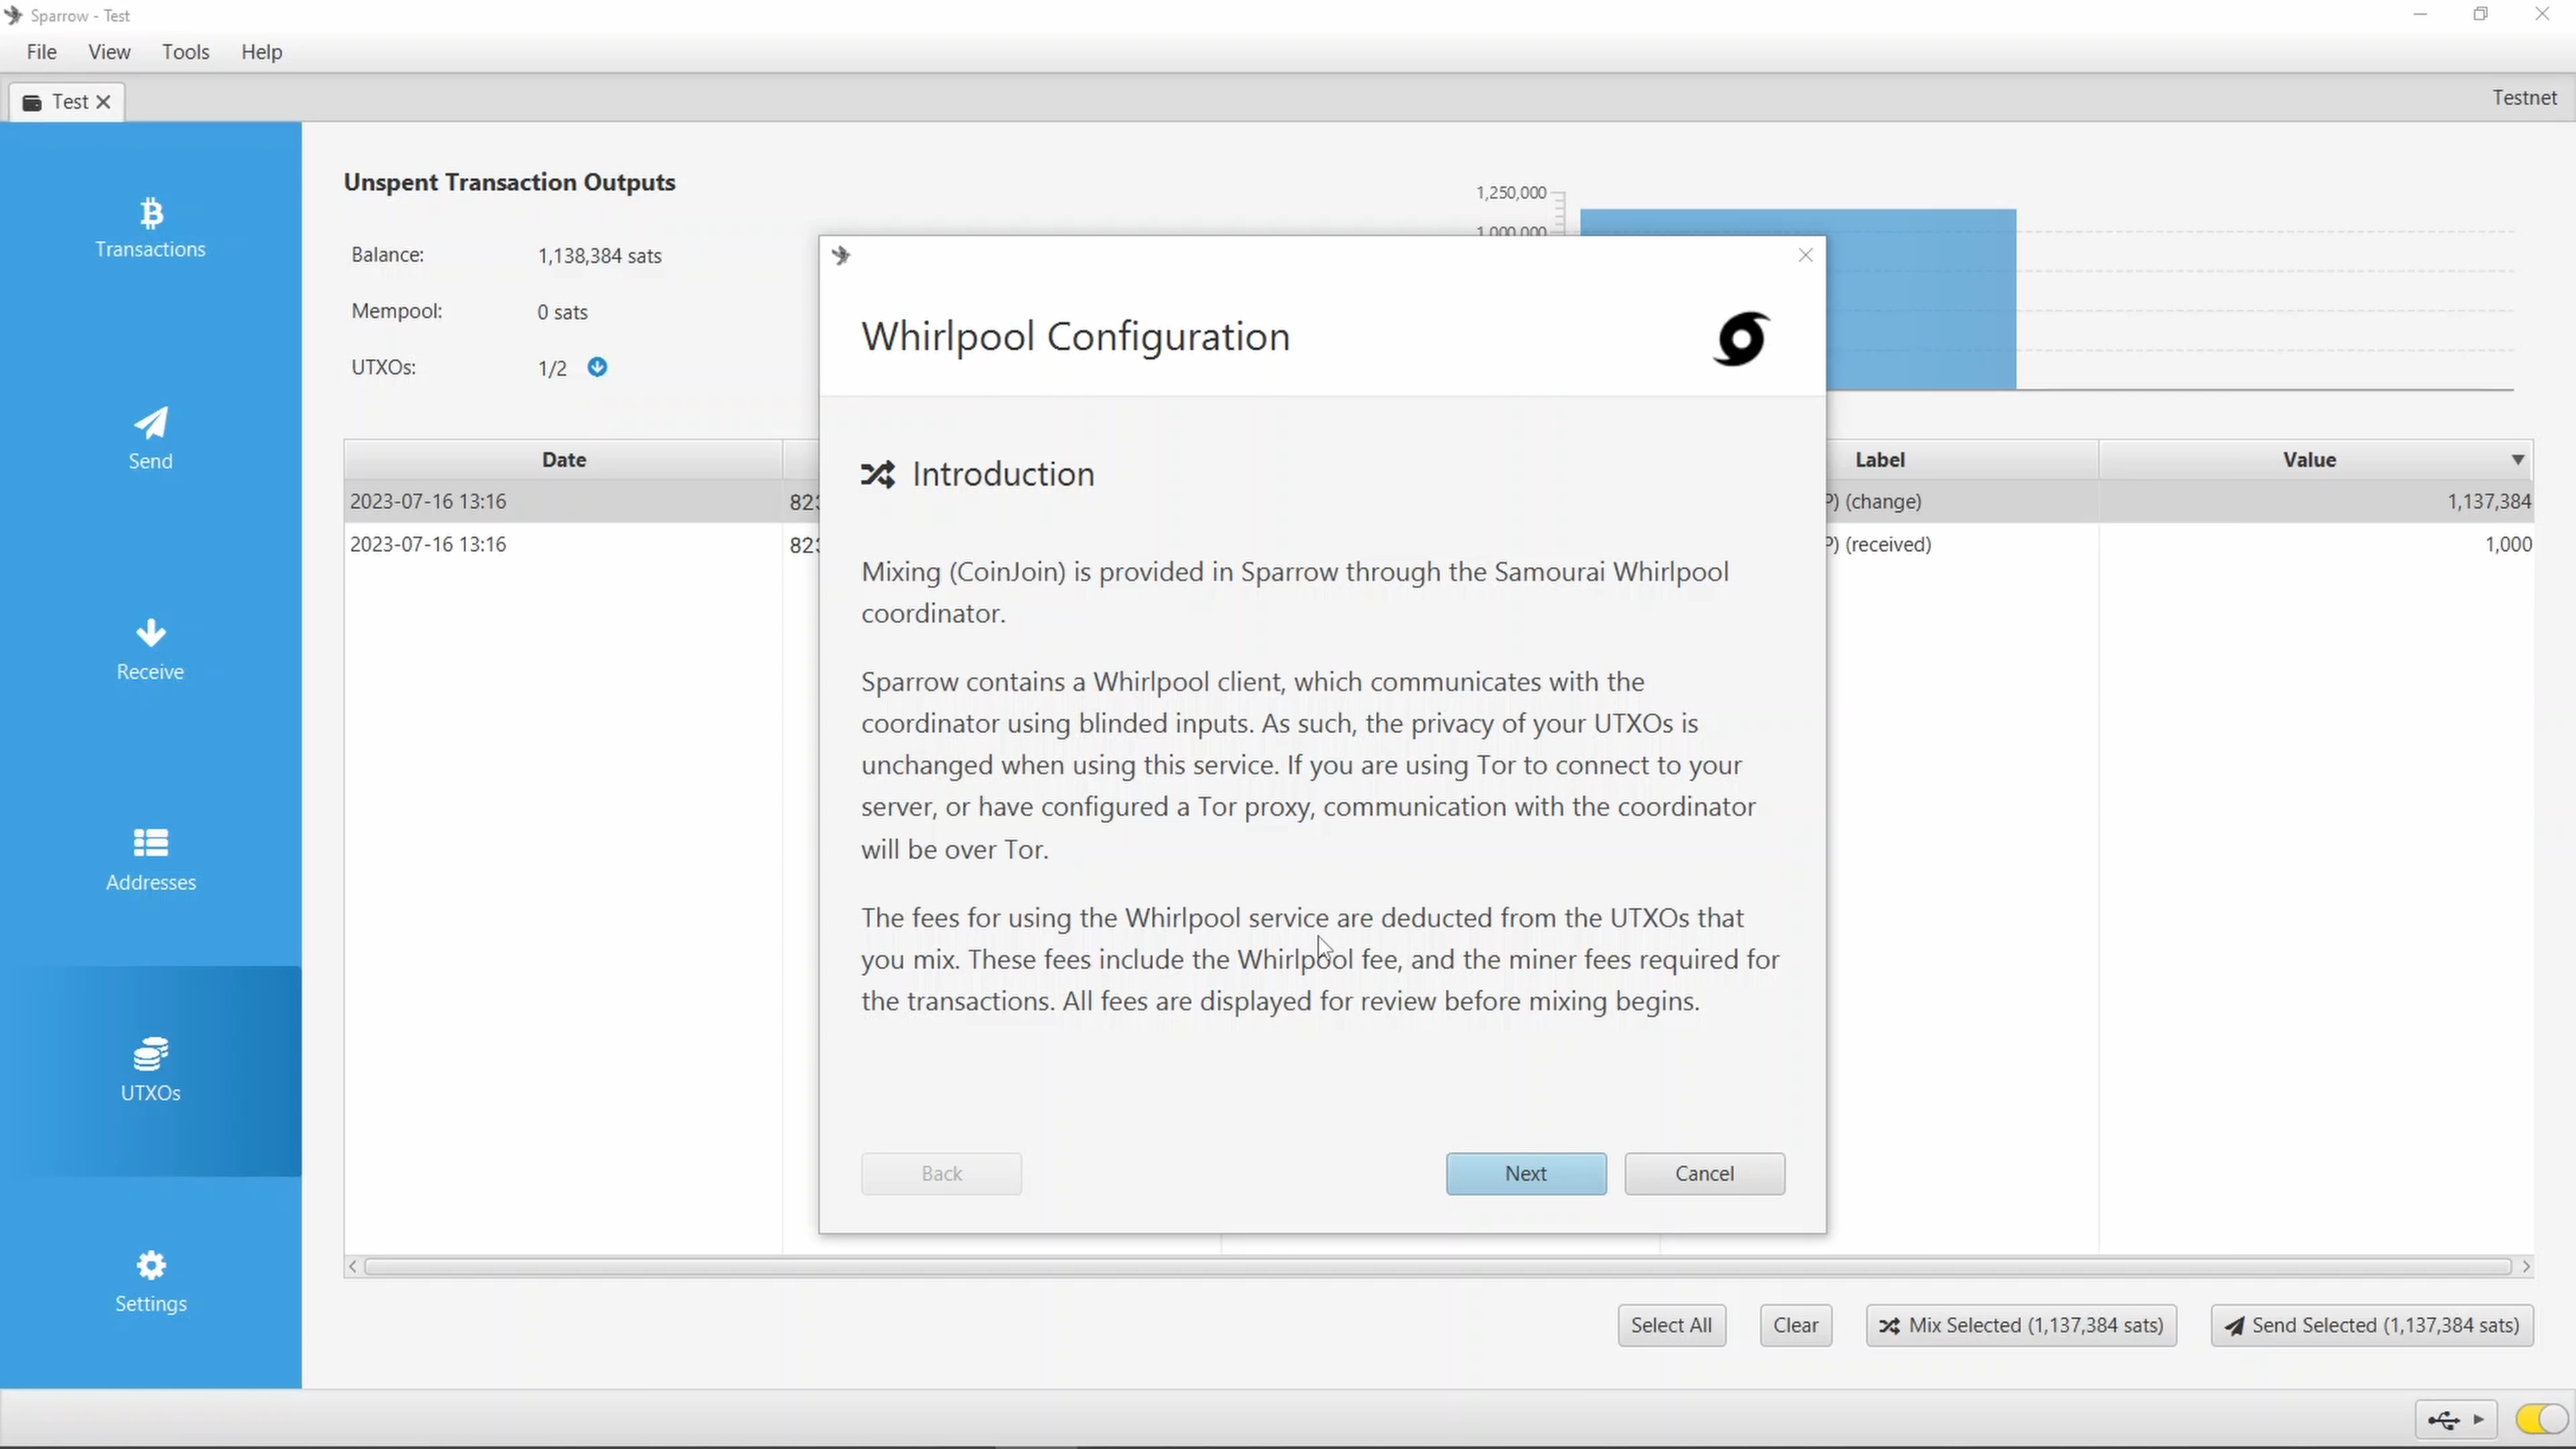 Sparrow - Test
File View Tools Help
Test
Testnet
Transactions
Send
Receive
Addresses
UTXOs
Settings
Unspent Transaction Outputs
Balance: 1,138,384 sats
Mempool: 0 sats
UTXOs: 1/2
1,250,000
1,000,000
Date Label Value
2023-07-16 13:16 (change) 1,137,384
2023-07-16 13:16 (received) 1,000
Whirlpool Configuration
Introduction
Mixing (CoinJoin) is provided in Sparrow through the Samourai Whirlpool
coordinator.
Sparrow contains a Whirlpool client, which communicates with the
coordinator using blinded inputs. As such, the privacy of your UTXOs is
unchanged when using this service. If you are using Tor to connect to your
server, or have configured a Tor proxy, communication with the coordinator
will be over Tor.
The fees for using the Whirlpool service are deducted from the UTXOs that
you mix. These fees include the Whirlpool fee, and the miner fees required for
the transactions. All fees are displayed for review before mixing begins.
Back Next Cancel
Select All Clear Mix Selected (1,137,384 sats) Send Selected (1,137,384 sats)